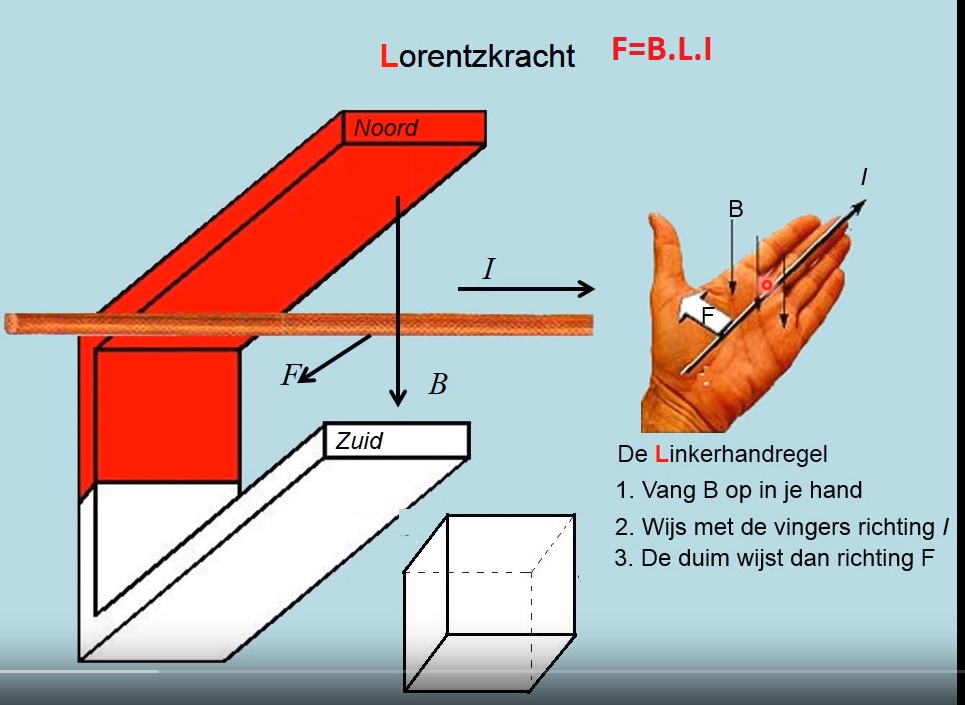 Lorentzkracht F=B.L.I
Noord
I
F
B
Zuid
I
B
F
De Linkerhandregel
1. Vang B op in je hand
2. Wijs met de vingers richting I
3. De duim wijst dan richting F